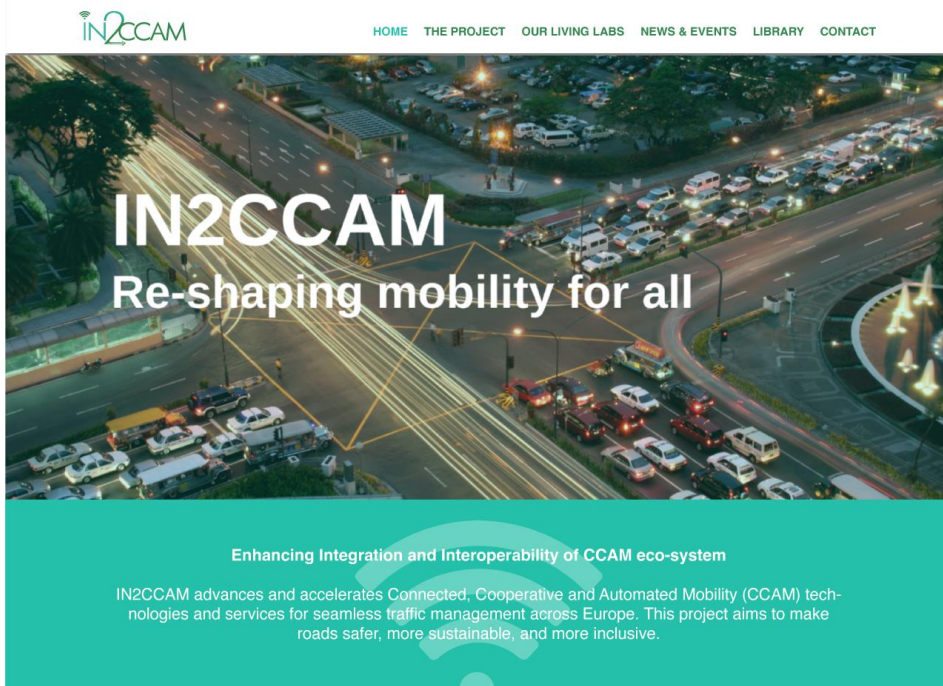 IN2CCAM
HOME THE PROJECT OUR LIVING LABS NEWS & EVENTS LIBRARY CONTACT
IN2CCAM
Re-shaping mobility for all
Enhancing Integration and Interoperability of CCAM eco-system
IN2CCAM advances and accelerates Connected, Cooperative and Automated Mobility (CCAM) tech-
nologies and services for seamless traffic management across Europe. This project aims to make
roads safer, more sustainable, and more inclusive.